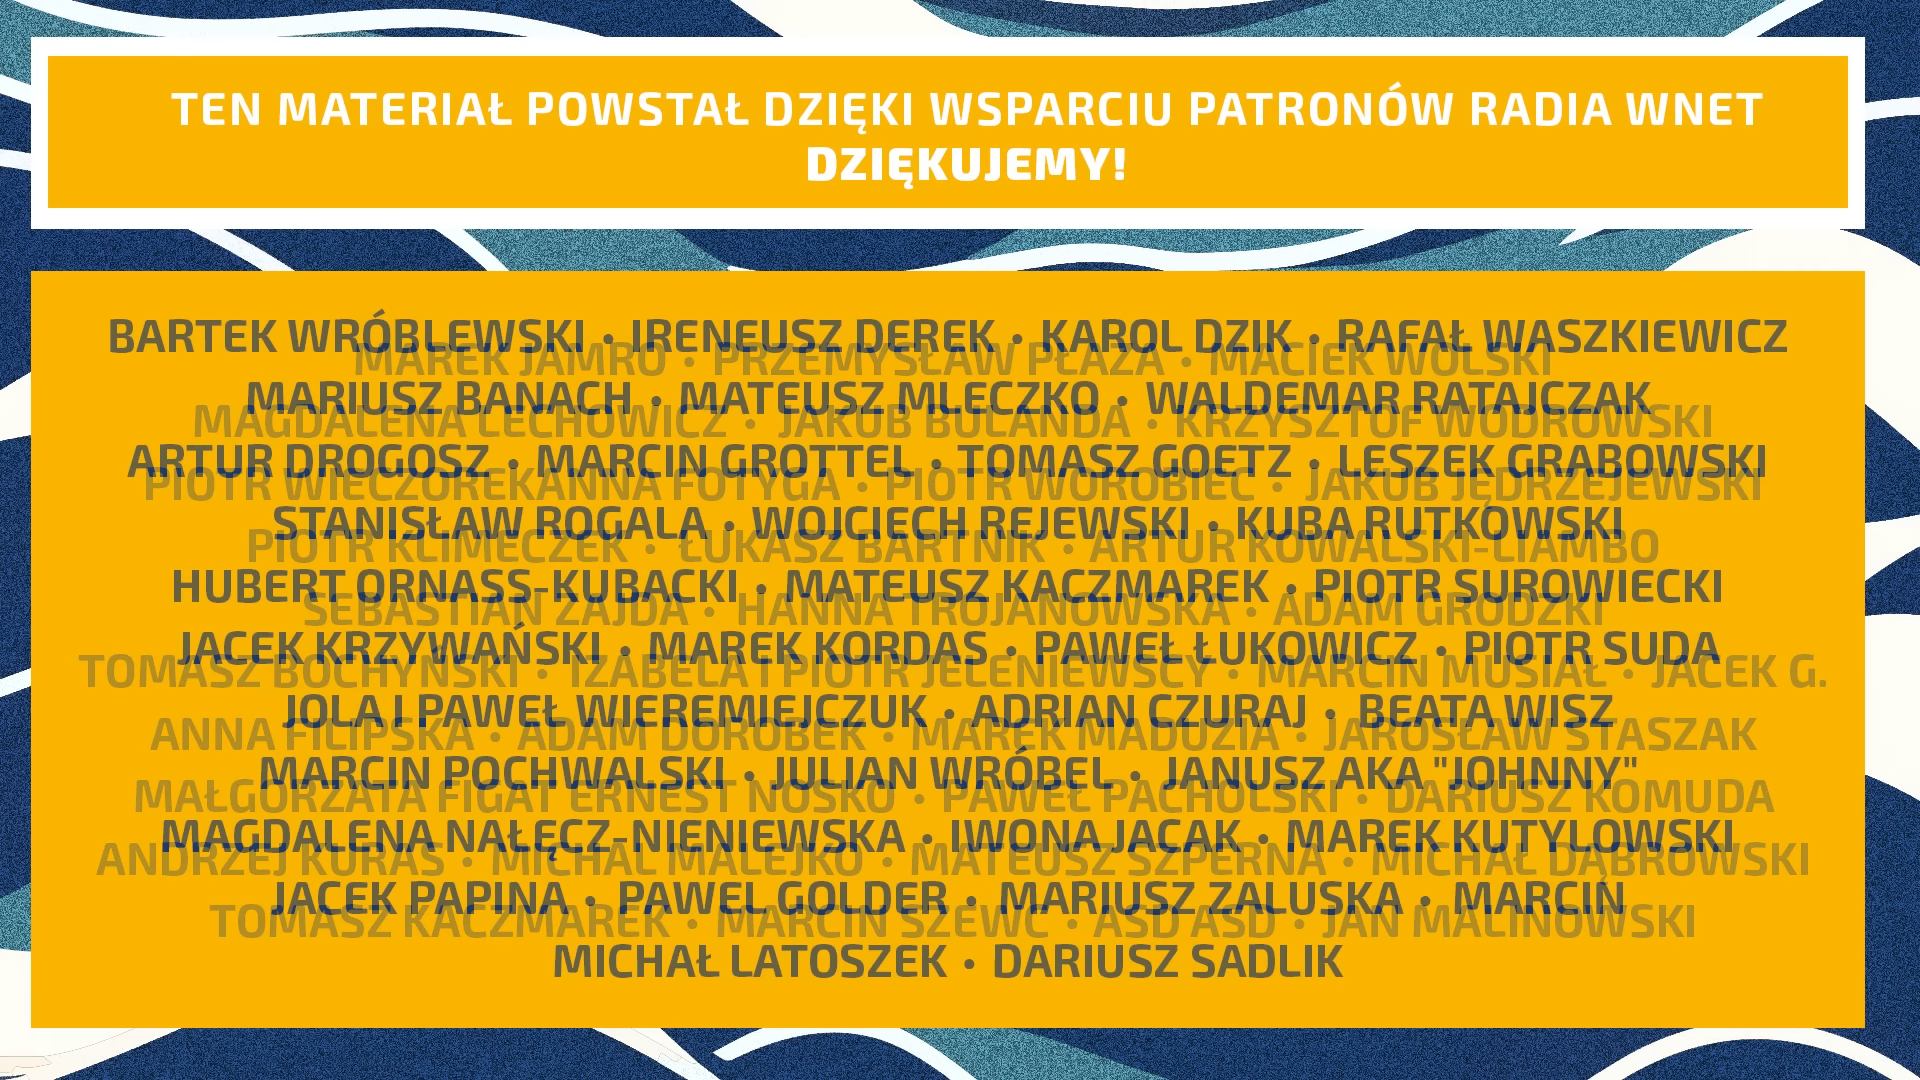 TEN MATERIAŁ POWSTAŁ DZIĘKI WSPARCIU PATRONÓW RADIA WNET
DZIĘKUJEMY!
BARTEK WRÓBLEWSKI • IRENEUSZ DEREK • KAROL DZIK • RAFAŁ WASZKIEWICZ
MAREK JAMRO • PRZEMYSŁAW PŁAZA • MACIEK WOLSKI
MARIUSZ BANACH • MATEUSZ MLECZKO • WALDEMAR RATAJCZAK
MAGDALENA LECHOWICZ • JAKUB BULANDA • KRZYSZTOF WODROWSKI
ARTUR DROGOSZ • MARCIN GROTTEL • TOMASZ GOETZ • LESZEK GRABOWSKI
PIOTR WIECZOREKANNA FOTYGA • PIOTR WOROBIEC • JAKUB JĘDRZEJEWSKI
STANISŁAW ROGALA • WOJCIECH REJEWSKI • KUBA RUTKOWSKI
PIOTR KLIMECZEK • ŁUKASZ BARTNIK • ARTUR KOWALSKI-LIAMBO
HUBERT ORNASS-KUBACKI • MATEUSZ KACZMAREK • PIOTR SUROWIECKI
SEBASTIAN ZAJDA • HANNA TROJANOWSKA • ADAM GRODZKI
JACEK KRZYWAŃSKI • MAREK KORDAS • PAWEŁ ŁUKOWICZ • PIOTR SUDA
TOMASZ BOCHYŃSKI • IZABELA I PIOTR JELENIEWSCY • MARCIN MUSIAŁ • JACEK G.
JOLA I PAWEŁ WIEREMIEJCZUK • ADRIAN CZURAJ • BEATA WISZ
ANNA FILIPSKA • ADAM DOROBEK • MAREK MADUZIA • JAROSŁAW STASZAK
MARCIN POCHWALSKI • JULIAN WRÓBEL • JANUSZ AKA "JOHNNY"
MAŁGORZATA FIGAT ERNEST NOSKO • PAWEŁ PACHOLSKI • DARIUSZ KOMUDA
MAGDALENA NAŁĘCZ-NIENIEWSKA • IWONA JACAK • MAREK KUTYLOWSKI
ANDRZEJ KURAS • MICHAL MALEJKO • MATEUSZ SZPERNA • MICHAŁ DĄBROWSKI
JACEK PAPINA • PAWEL GOLDER • MARIUSZ ZALUSKA • MARCIN
TOMASZ KACZMAREK • MARCIN SZEWC • ASD ASD • JAN MALINOWSKI
MICHAŁ LATOSZEK • DARIUSZ SADLIK